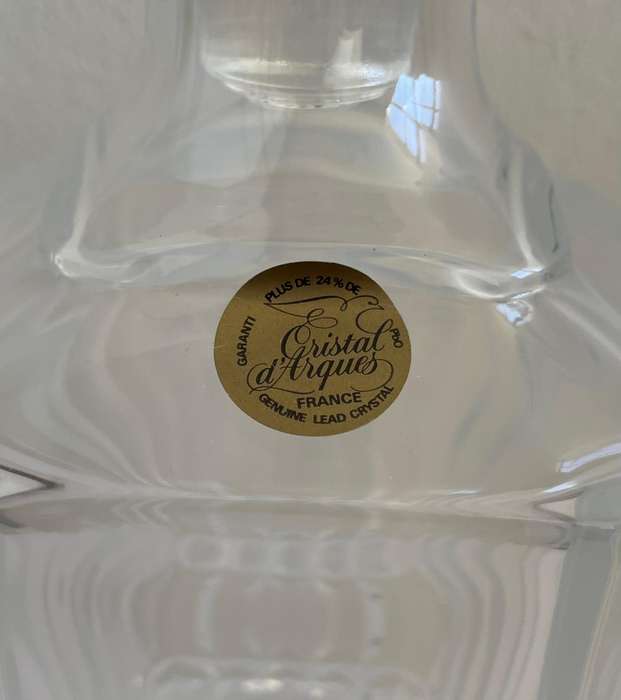 GARANTI PLUS DE 24% DE PbO
Cristal
d'Arques
FRANCE
GENUINE LEAD CRYSTAL